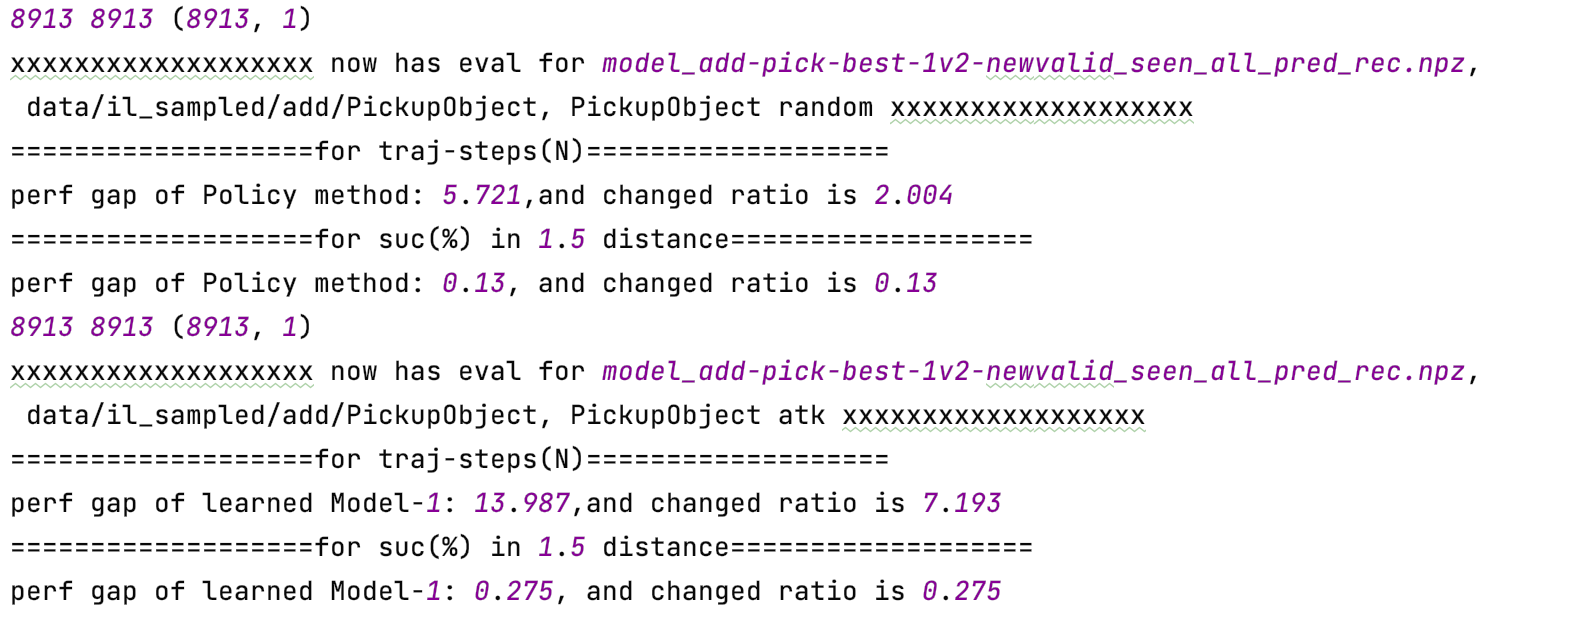 8913 8913 (8913, 1)
xxxxxxxxxxxxxxxxxxx now has eval for model_add-pick-best-1v2-newvalid_seen_all_pred_rec.npz,
data/il_sampled/add/PickupObject, PickupObject random xxxxxxxxxxxxxxxxxxx
===================for traj-steps(N)===================
perf gap of Policy method: 5.721,and changed ratio is 2.004
===================for suc(%) in 1.5 distance===================
perf gap of Policy method: 0.13, and changed ratio is 0.13
8913 8913 (8913, 1)
xxxxxxxxxxxxxxxxxxx now has eval for model_add-pick-best-1v2-newvalid_seen_all_pred_rec.npz,
data/il_sampled/add/PickupObject, PickupObject atk xxxxxxxxxxxxxxxxxxx
===================for traj-steps(N)===================
perf gap of learned Model-1: 13.987,and changed ratio is 7.193
===================for suc(%) in 1.5 distance===================
perf gap of learned Model-1: 0.275, and changed ratio is 0.275